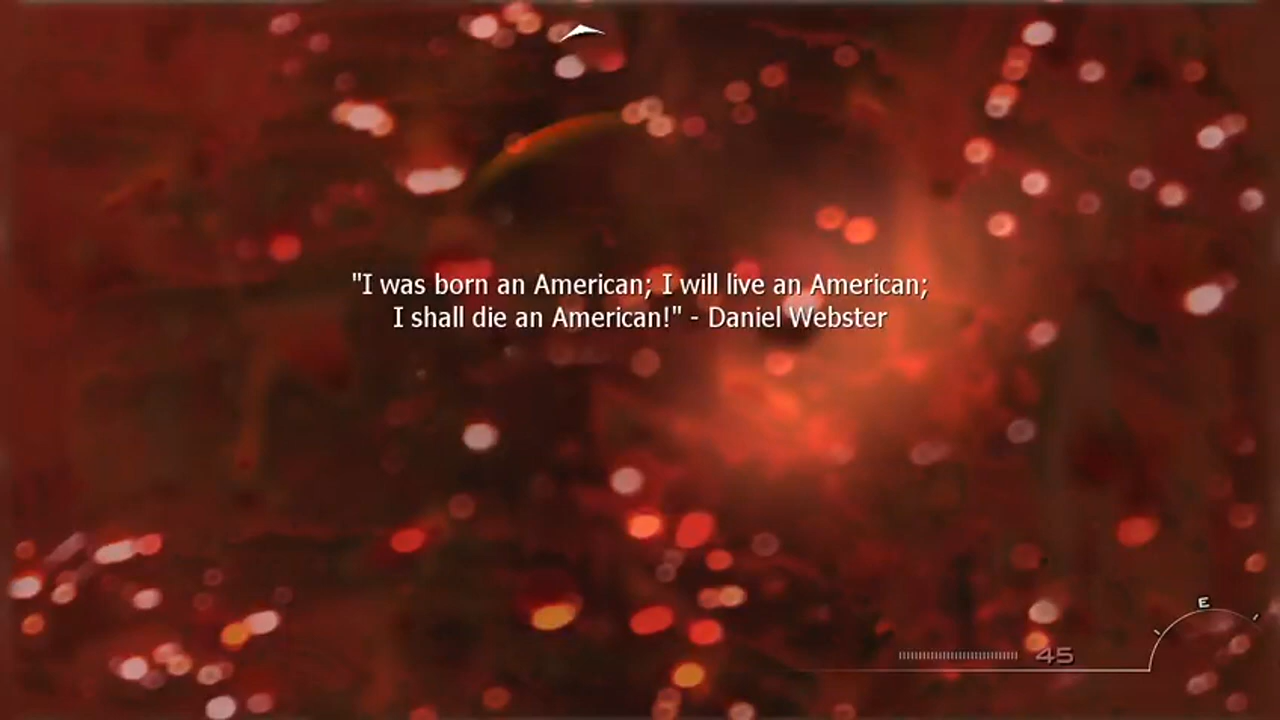 "I was born an American; I will live an American;
I shall die an American!" - Daniel Webster
E
45